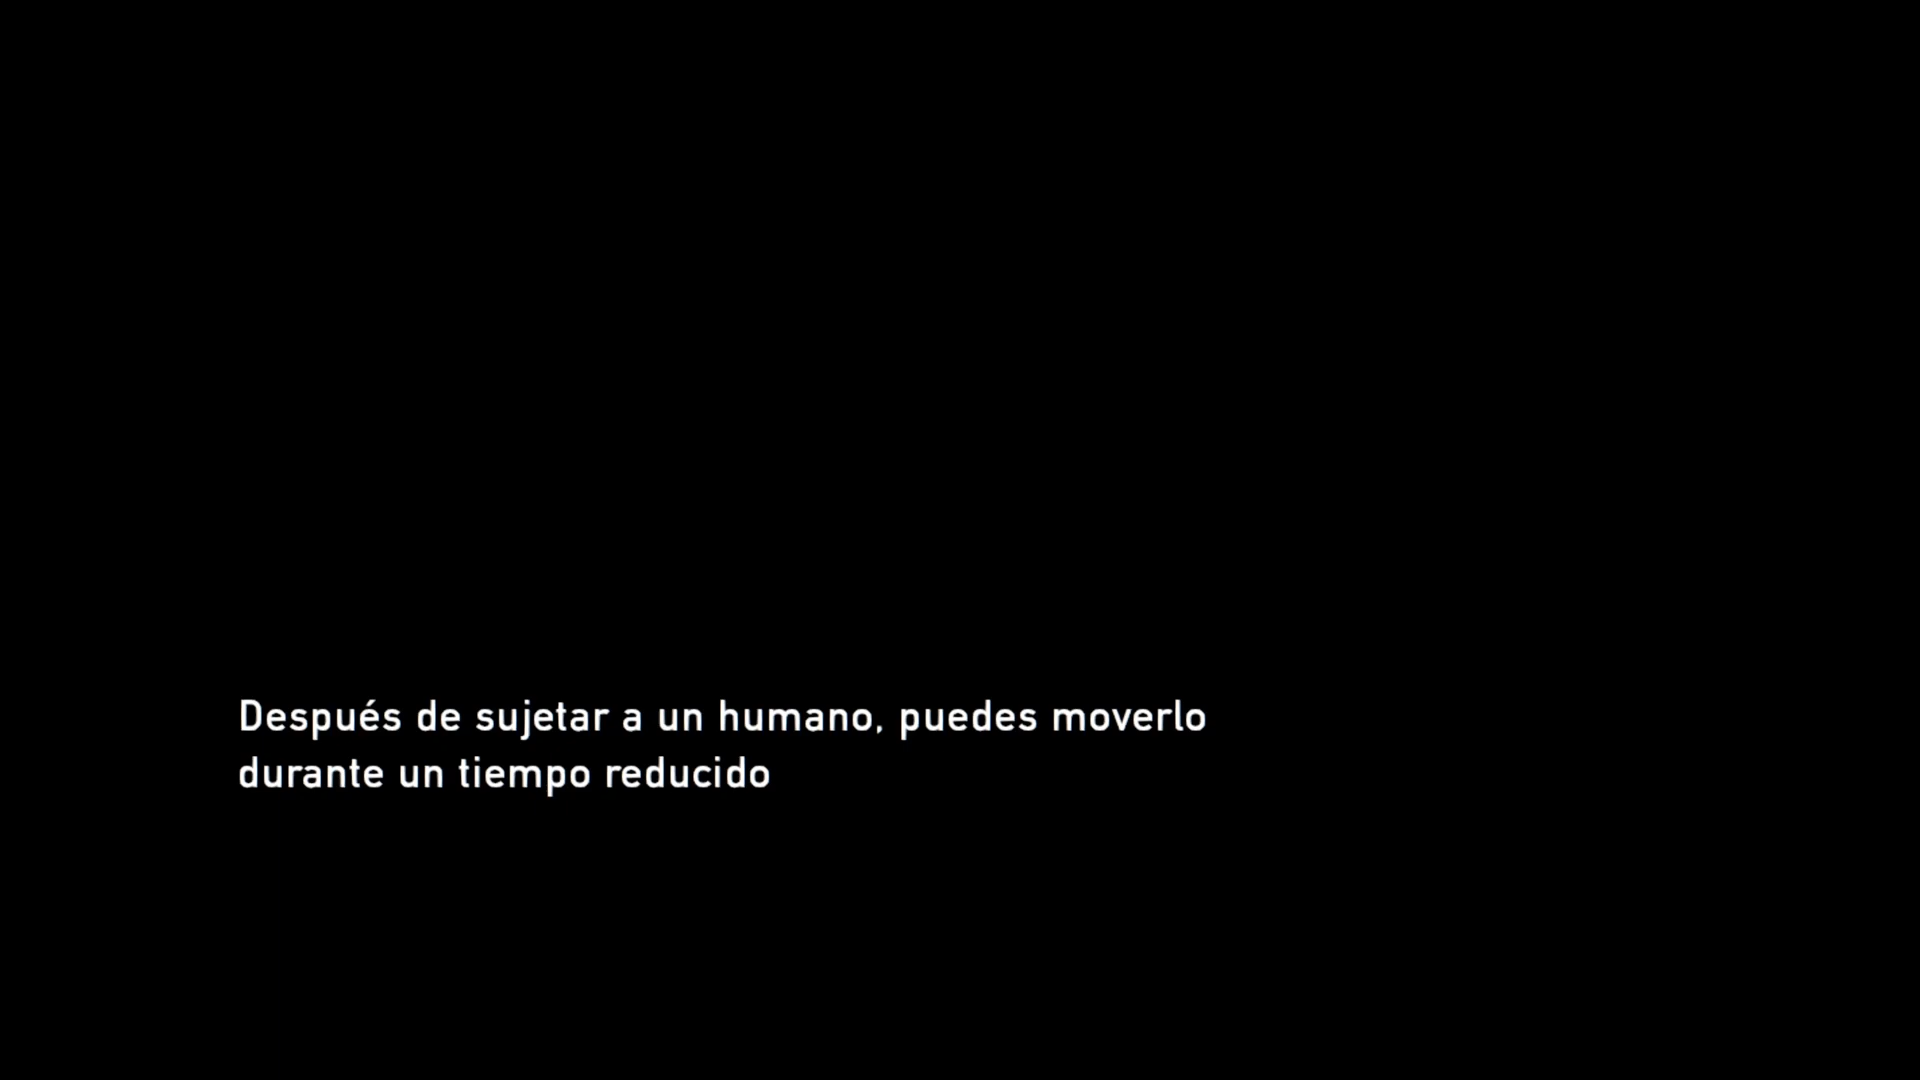 Después de sujetar a un humano, puedes moverlo
durante un tiempo reducido